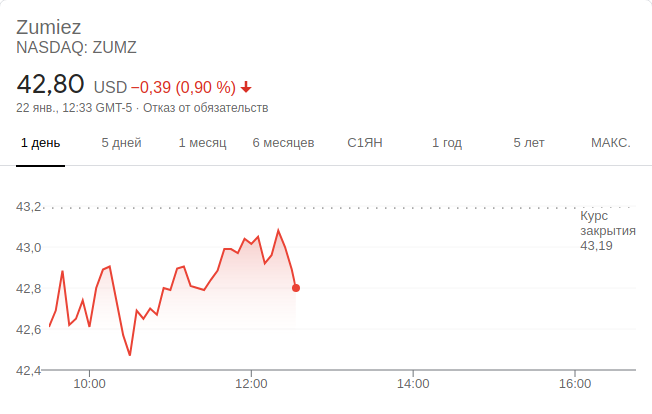 Zumiez
NASDAQ: ZUMZ
42,80 USD −0,39 (0,90 %)
22 янв., 12:33 GMT-5 · Отказ от обязательств
1 день 5 дней 1 месяц 6 месяцев С1ЯН 1 год 5 лет МАКС.
43,2
Курс
закрытия
43,19
43,0
42,8
42,6
42,4
10:00 12:00 14:00 16:00